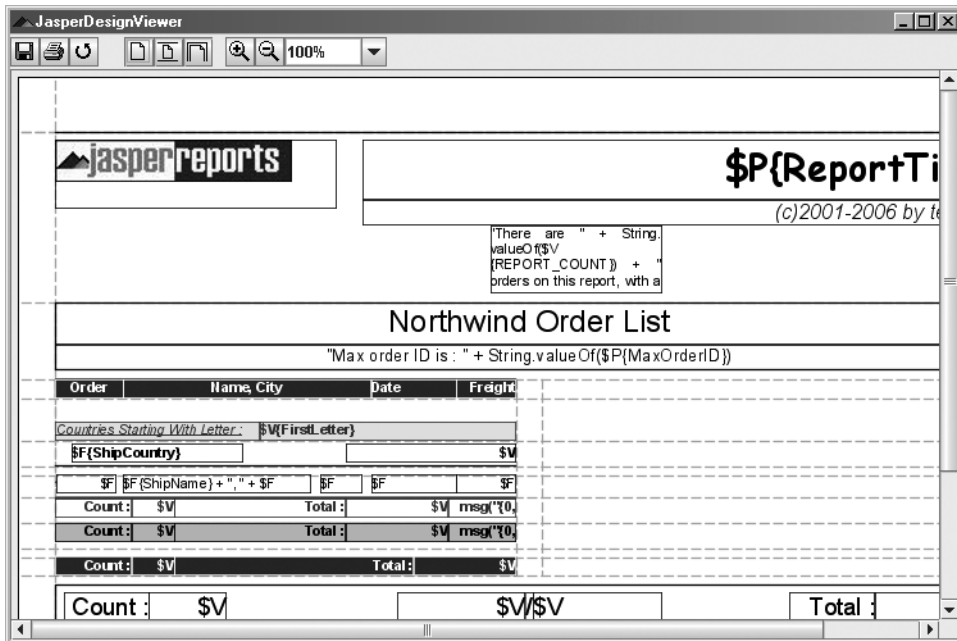 JasperDesignViewer
100%
jasperreports
$P{ReportTi
(c)2001-2006 by te
"There are " + String.
valueOf($V
{REPORT_COUNT}) + "
orders on this report, with a
Northwind Order List
"Max order ID is : " + String.valueOf($P{MaxOrderID})
Order Name, City Date Freight
Countries Starting With Letter : $V{FirstLetter}
$F{ShipCountry} $V
$F $F{ShipName} + ", " + $F $F $F $F
Count : $V Total : $V msg("{0,
Count : $V Total : $V msg("{0,
Count : $V Total : $V
Count : $V $V/$V Total :